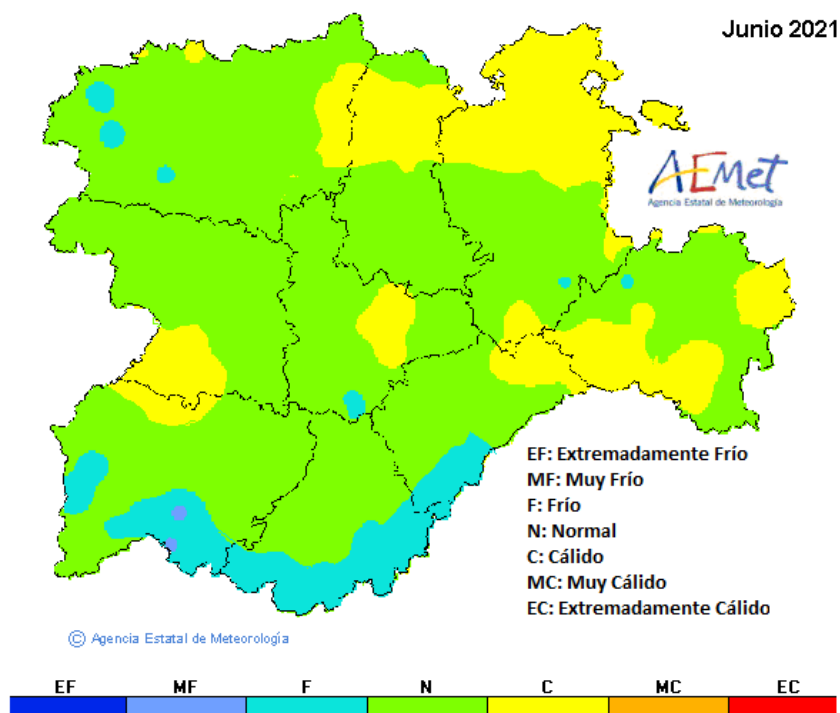 Junio 2021
AEMet
Agencia Estatal de Meteorología
EF: Extremadamente Frío
MF: Muy Frío
F: Frío
N: Normal
C: Cálido
MC: Muy Cálido
EC: Extremadamente Cálido
© Agencia Estatal de Meteorología
EF MF F N C MC EC